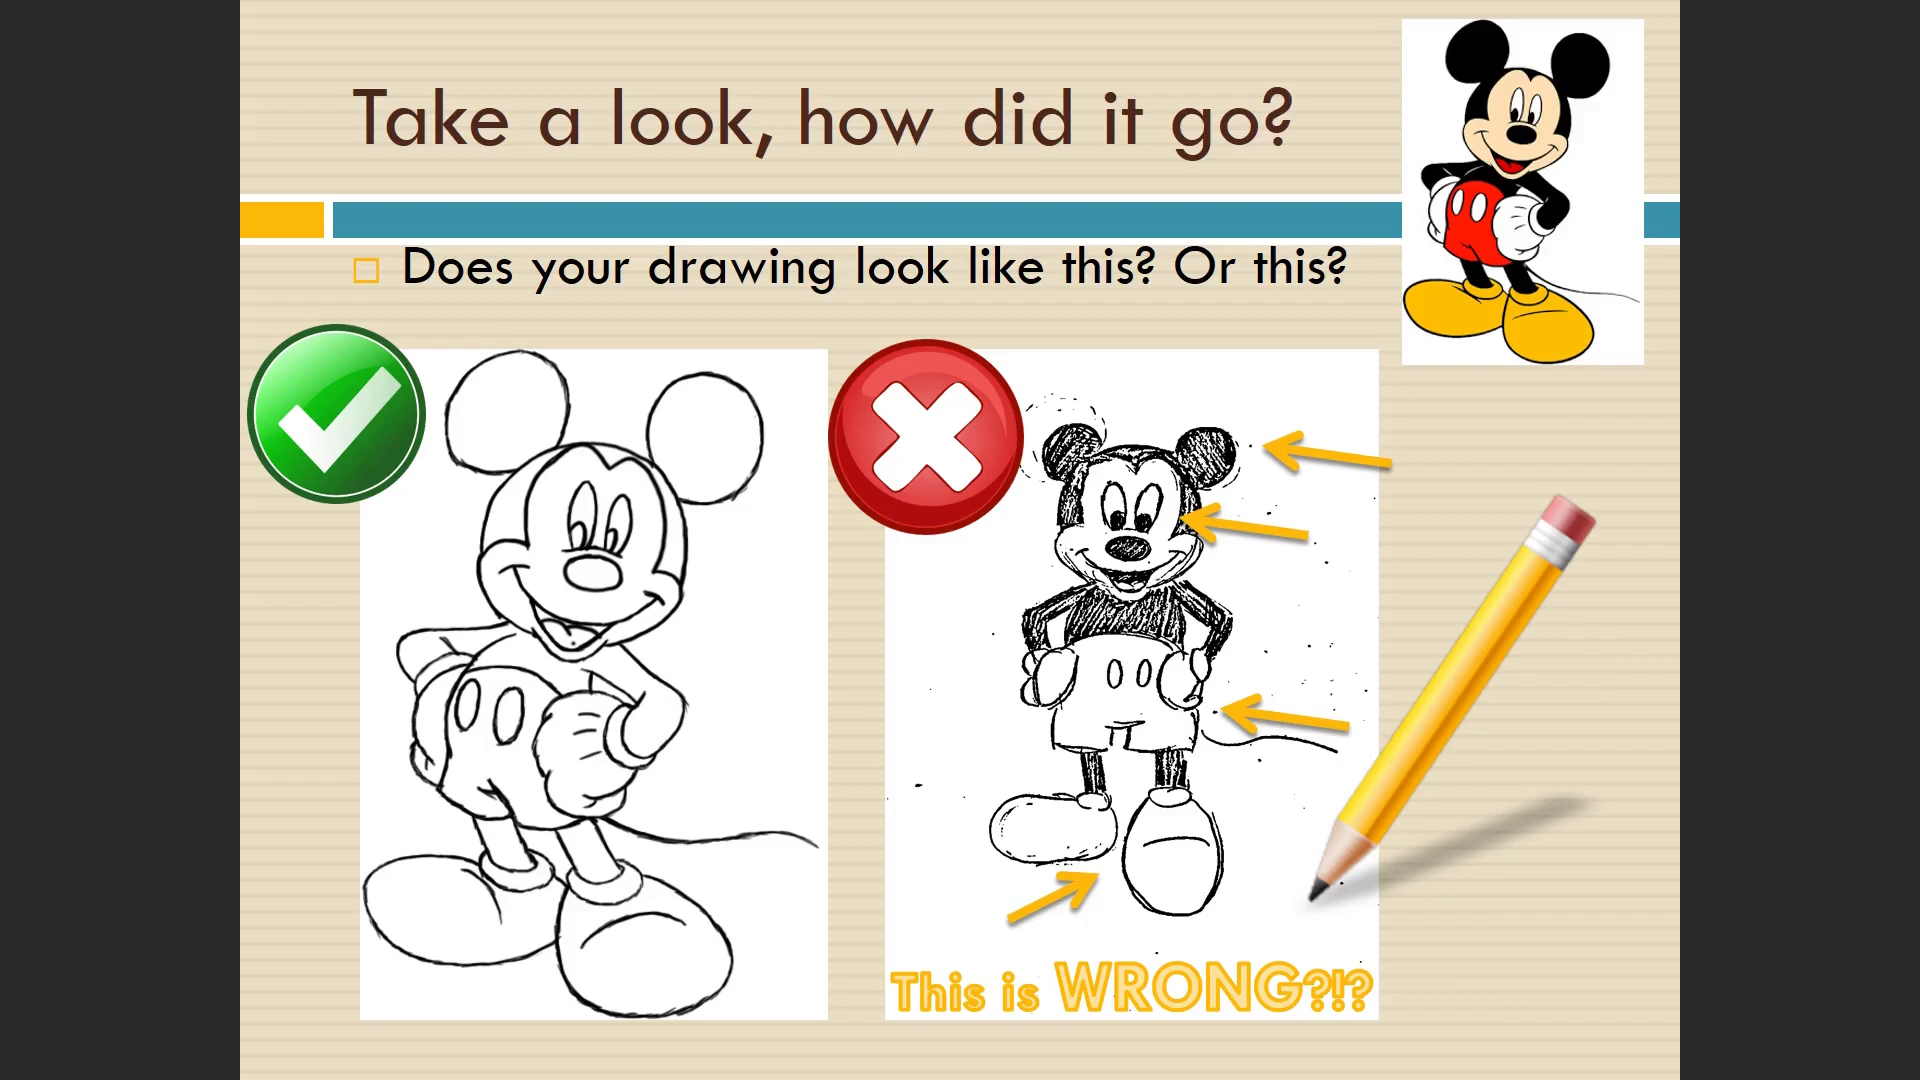 Take a look, how did it go?
Does your drawing look like this? Or this?
This is WRONG?!?